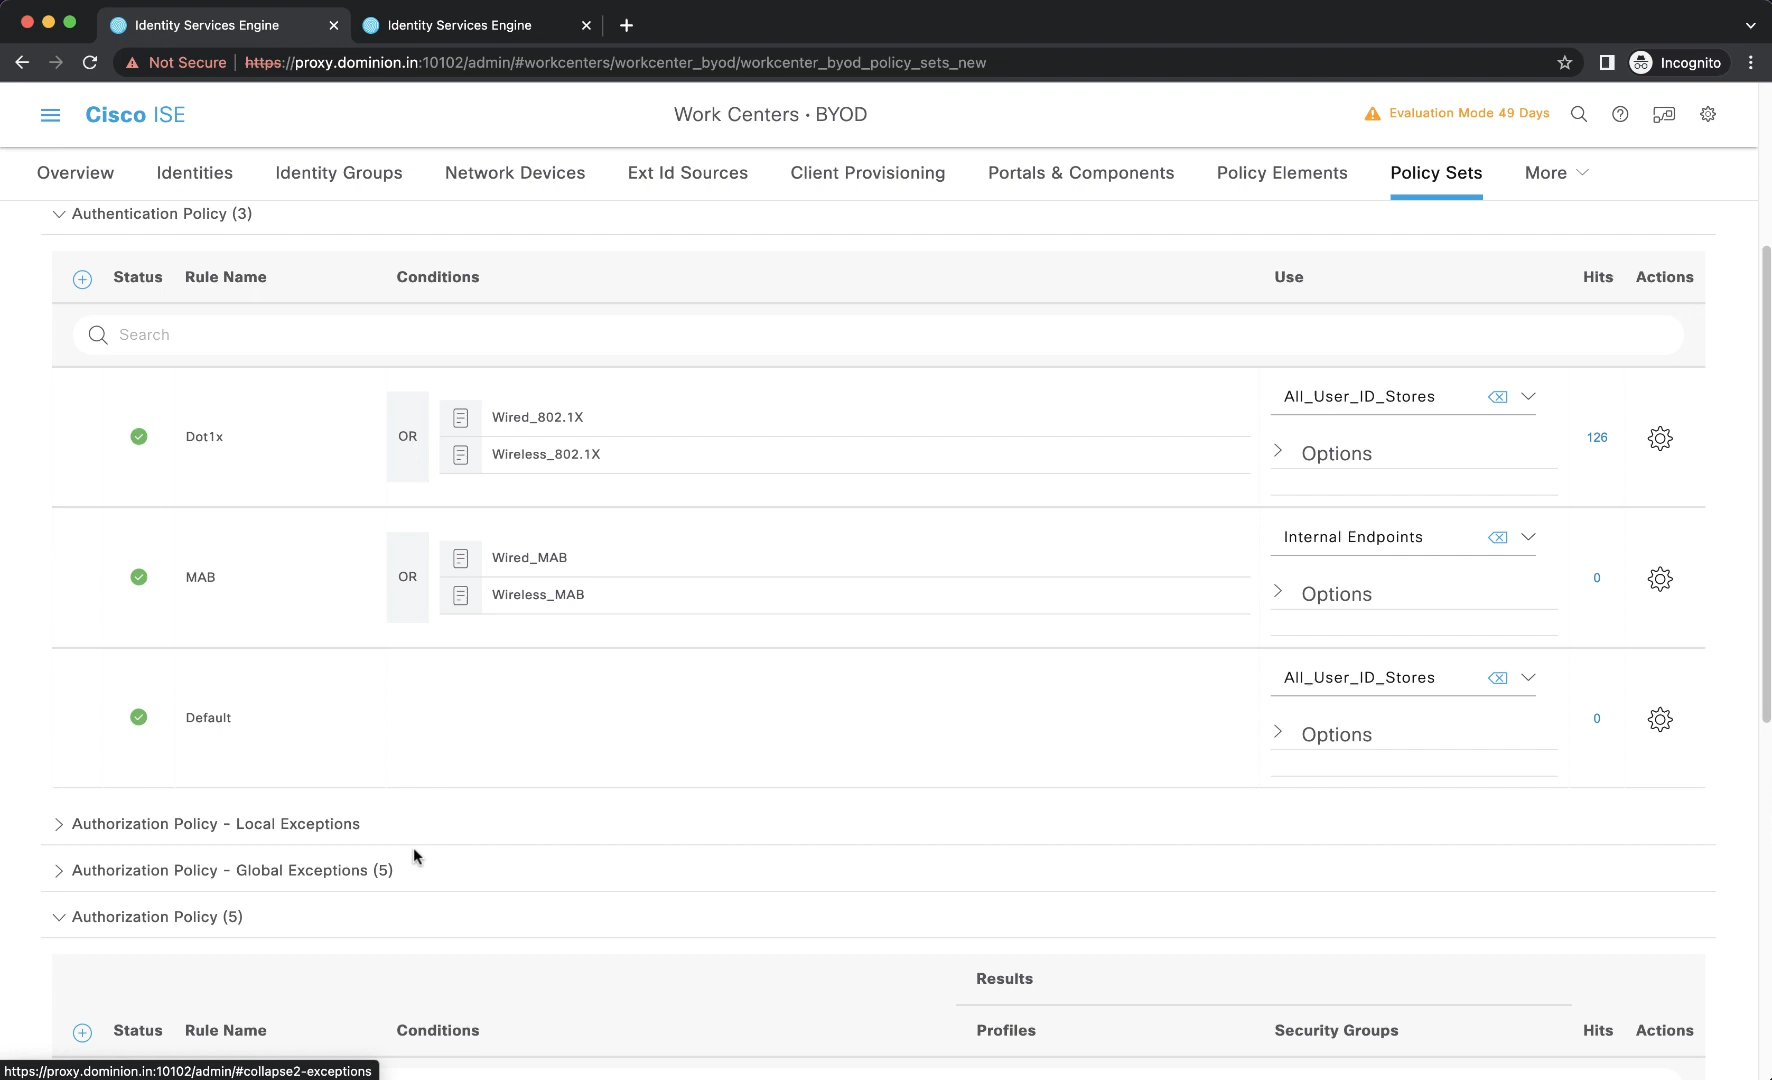 Identity Services Engine
Identity Services Engine
Not Secure | https://proxy.dominion.in:10102/admin/#workcenters/workcenter_byod/workcenter_byod_policy_sets_new
Incognito
Cisco ISE
Work Centers · BYOD
Evaluation Mode 49 Days
Overview Identities Identity Groups Network Devices Ext Id Sources Client Provisioning Portals & Components Policy Elements Policy Sets More
Authentication Policy (3)
Status Rule Name Conditions Use Hits Actions
Search
All_User_ID_Stores
Wired_802.1X
Dot1x OR 126
Wireless_802.1X
Options
Internal Endpoints
Wired_MAB
MAB OR 0
Wireless_MAB
Options
All_User_ID_Stores
Default 0
Options
Authorization Policy - Local Exceptions
Authorization Policy - Global Exceptions (5)
Authorization Policy (5)
Results
Status Rule Name Conditions Profiles Security Groups Hits Actions
https://proxy.dominion.in:10102/admin/#collapse2-exceptions